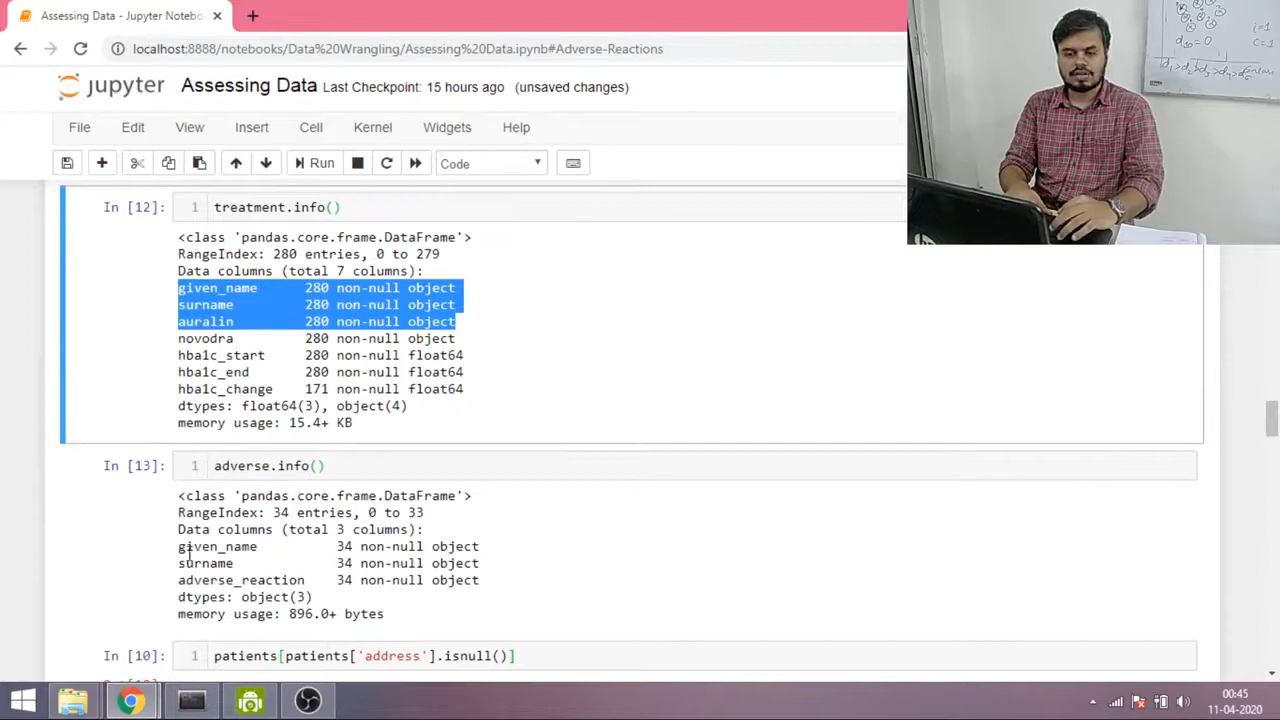 Assessing Data - Jupyter Notebo
localhost:8888/notebooks/Data%20Wrangling/Assessing%20Data.ipynb#Adverse-Reactions
jupyter Assessing Data Last Checkpoint: 15 hours ago (unsaved changes)
File Edit View Insert Cell Kernel Widgets Help
Run Code
In [12]: 1 treatment.info()
<class 'pandas.core.frame.DataFrame'>
RangeIndex: 280 entries, 0 to 279
Data columns (total 7 columns):
given_name 280 non-null object
surname 280 non-null object
auralin 280 non-null object
novodra 280 non-null object
hba1c_start 280 non-null float64
hba1c_end 280 non-null float64
hba1c_change 171 non-null float64
dtypes: float64(3), object(4)
memory usage: 15.4+ KB
In [13]: 1 adverse.info()
<class 'pandas.core.frame.DataFrame'>
RangeIndex: 34 entries, 0 to 33
Data columns (total 3 columns):
given_name 34 non-null object
surname 34 non-null object
adverse_reaction 34 non-null object
dtypes: object(3)
memory usage: 896.0+ bytes
In [10]: 1 patients[patients['address'].isnull()]
00:45
11-04-2020
i=1
C=1